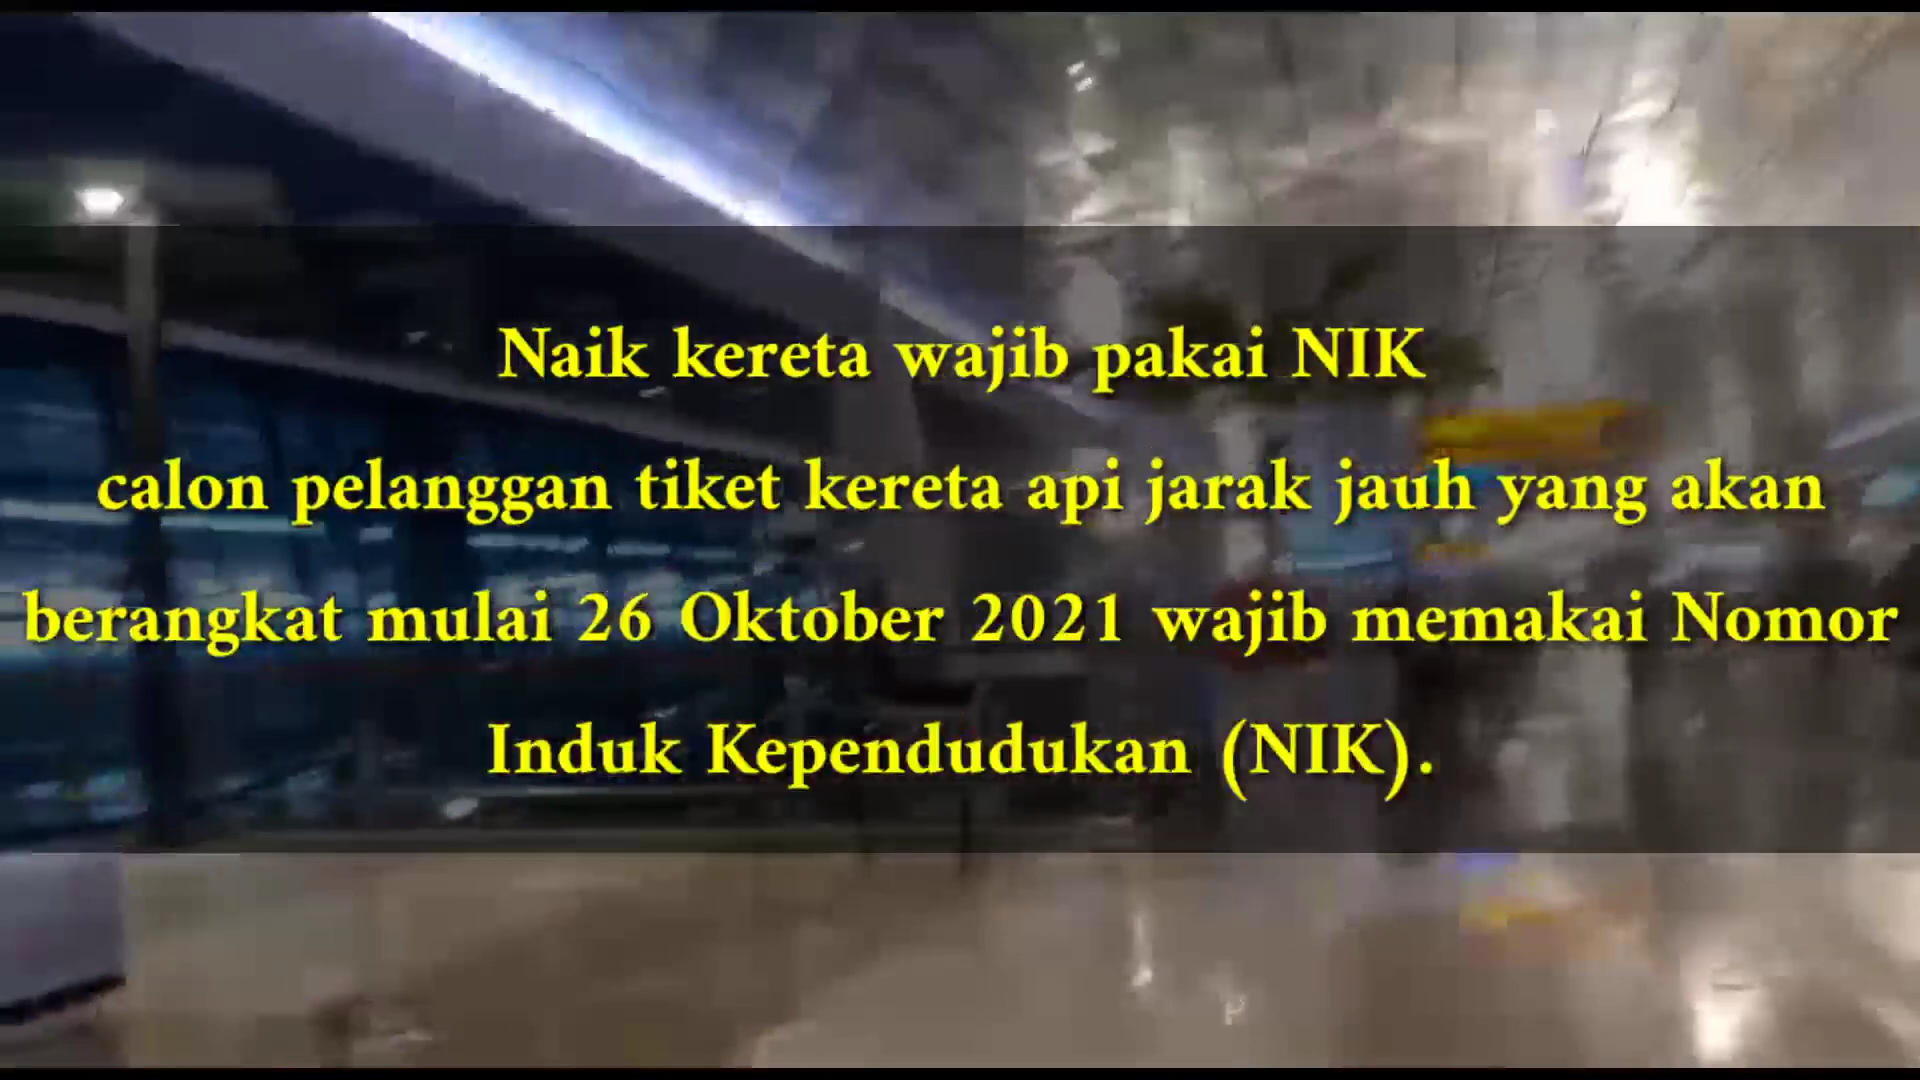 Naik kereta wajib pakai NIK
calon pelanggan tiket kereta api jarak jauh yang akan
berangkat mulai 26 Oktober 2021 wajib memakai Nomor
Induk Kependudukan (NIK).